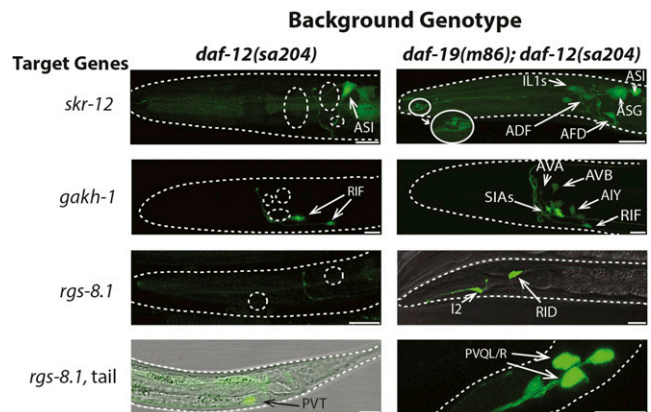 Background Genotype
Target Genes
daf-12(sa204)
daf-19(m86); daf-12(sa204)
skr-12
ASI
IL1s
ASI
ASG
ADF
AFD
gakh-1
RIF
AVA
AVB
AIY
SIAs
RIF
rgs-8.1
I2
RID
rgs-8.1, tail
PVT
PVQL/R